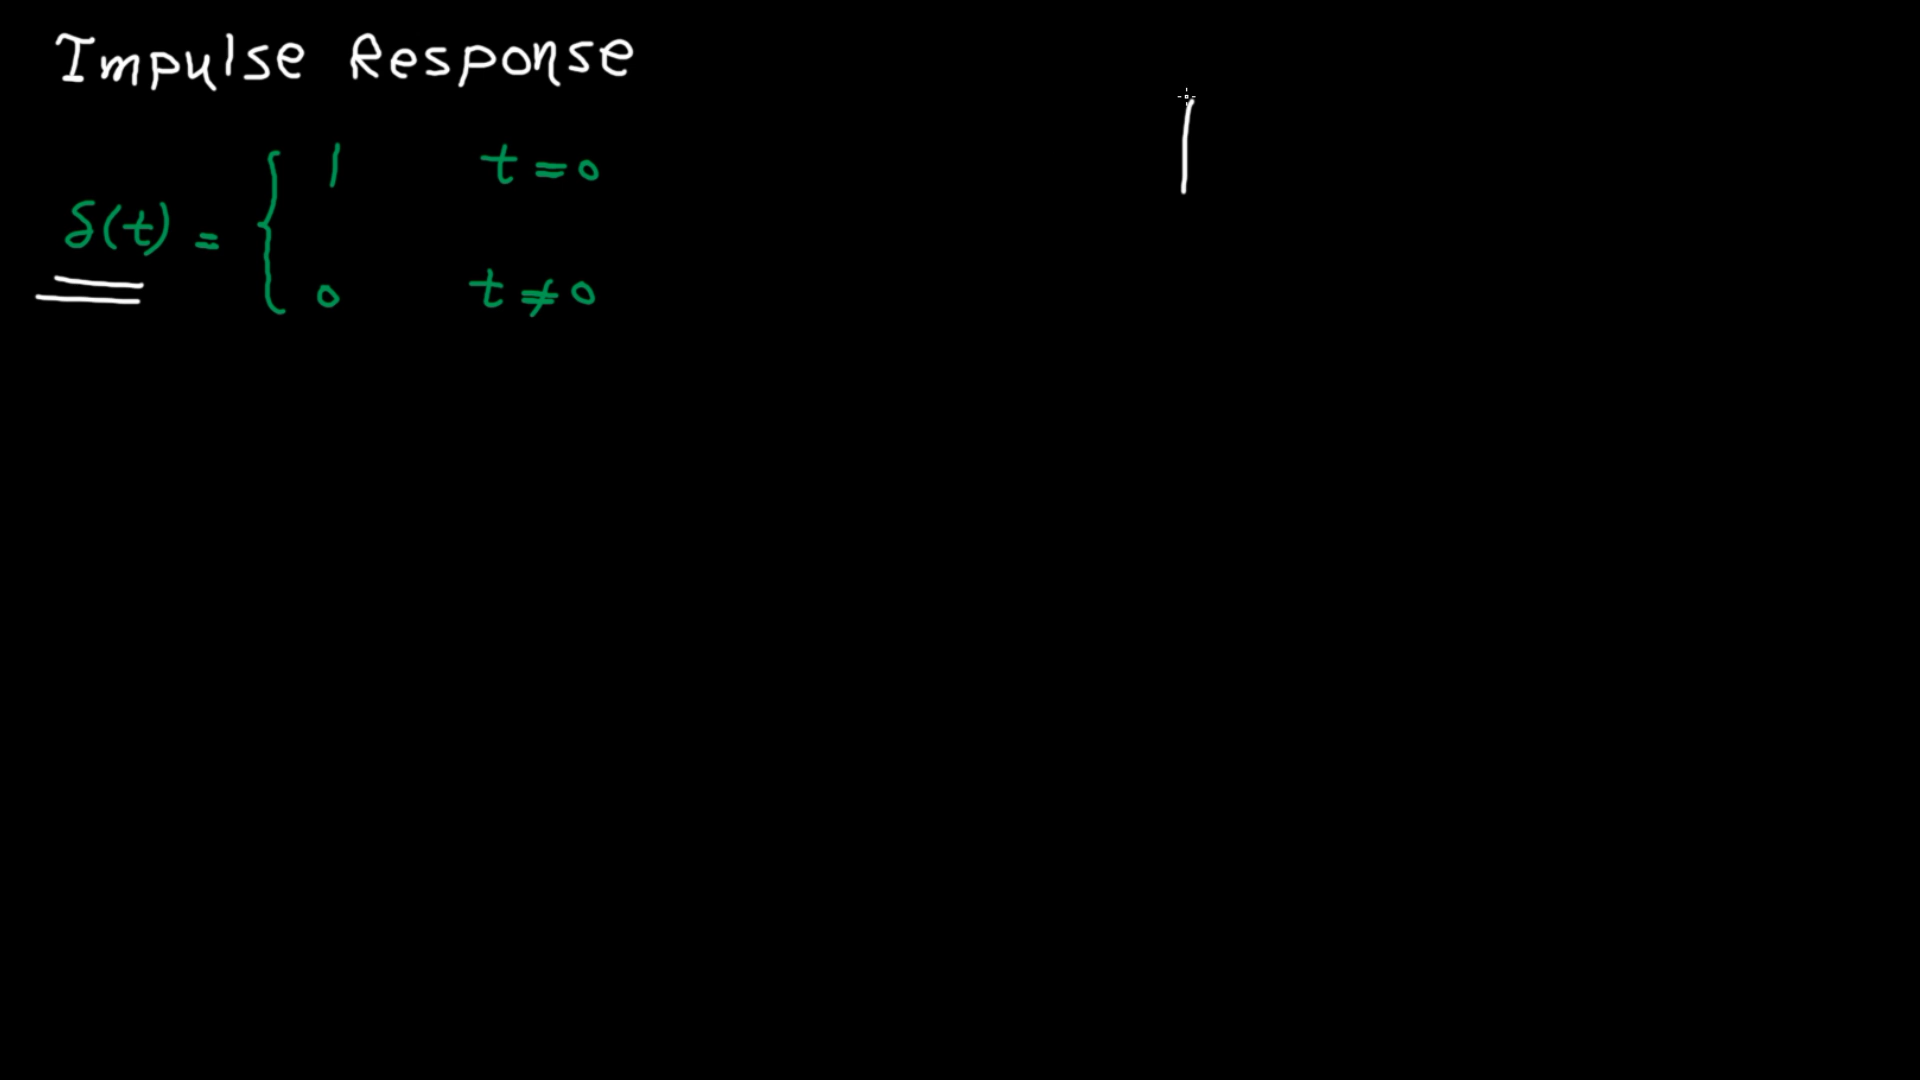 Impulse Response
δ(t) = { 1 t=0
0 t≠0